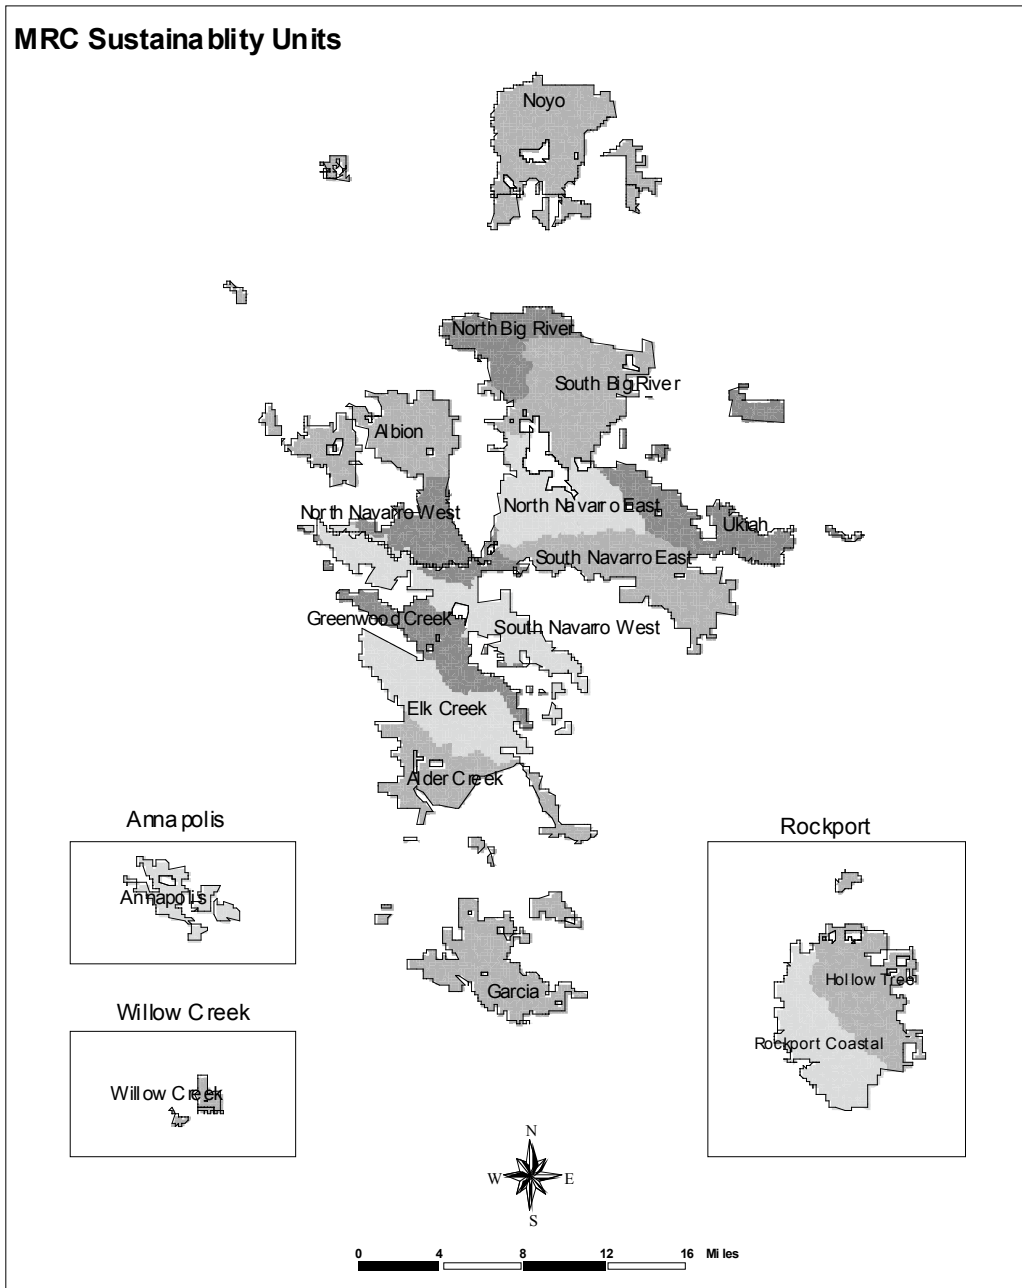 MRC Sustainablity Units
Noyo
North Big River
South Big River
Albion
North Navarro West
North Navarro East
Ukiah
South Navarro East
Greenwood Creek
South Navarro West
Elk Creek
Alder Creek
Annapolis
Annapolis
Rockport
Hollow Tree
Rockport Coastal
Garcia
Willow Creek
Willow Creek
N
W E
S
0 4 8 12 16 Miles